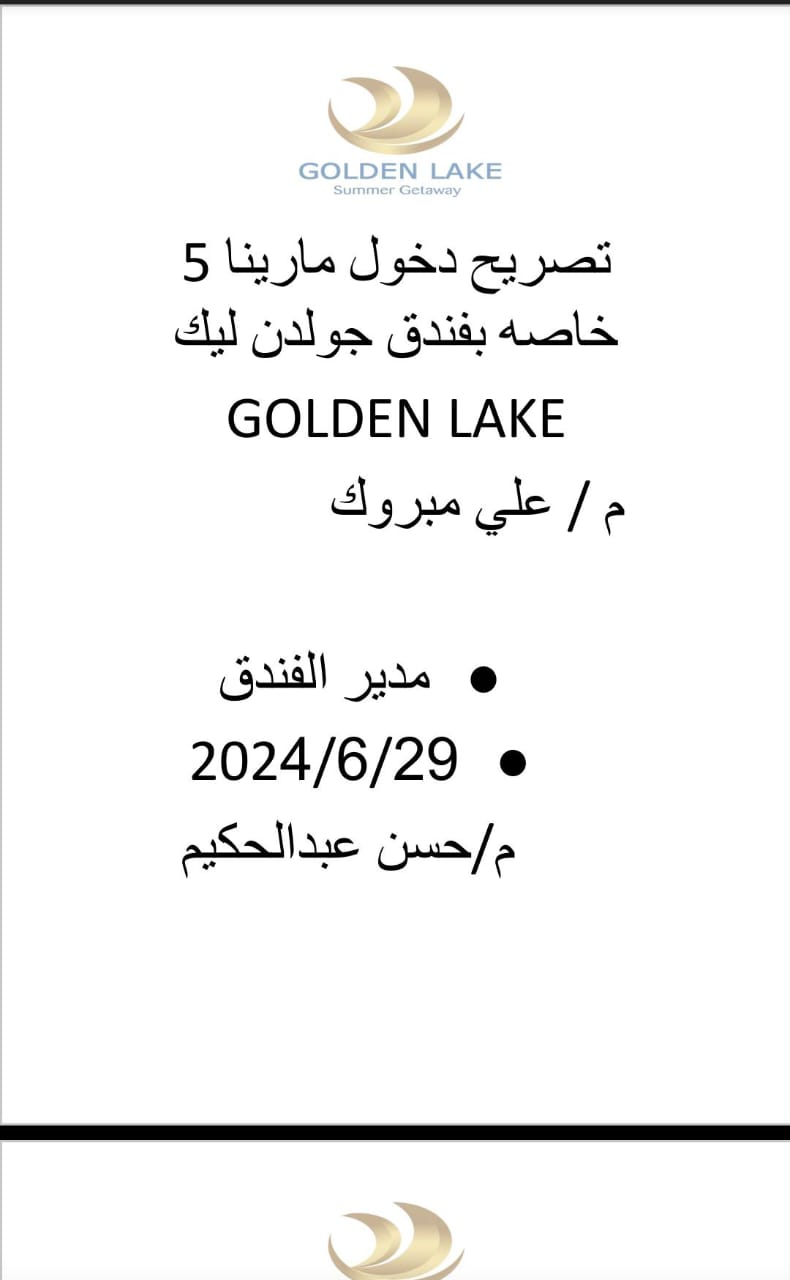 GOLDEN LAKE
Summer Getaway
تصريح دخول مارينا 5
خاصه بفندق جولدن ليك
GOLDEN LAKE
م / علي مبروك
● مدير الفندق
● 2024/6/29
م/حسن عبدالحكيم